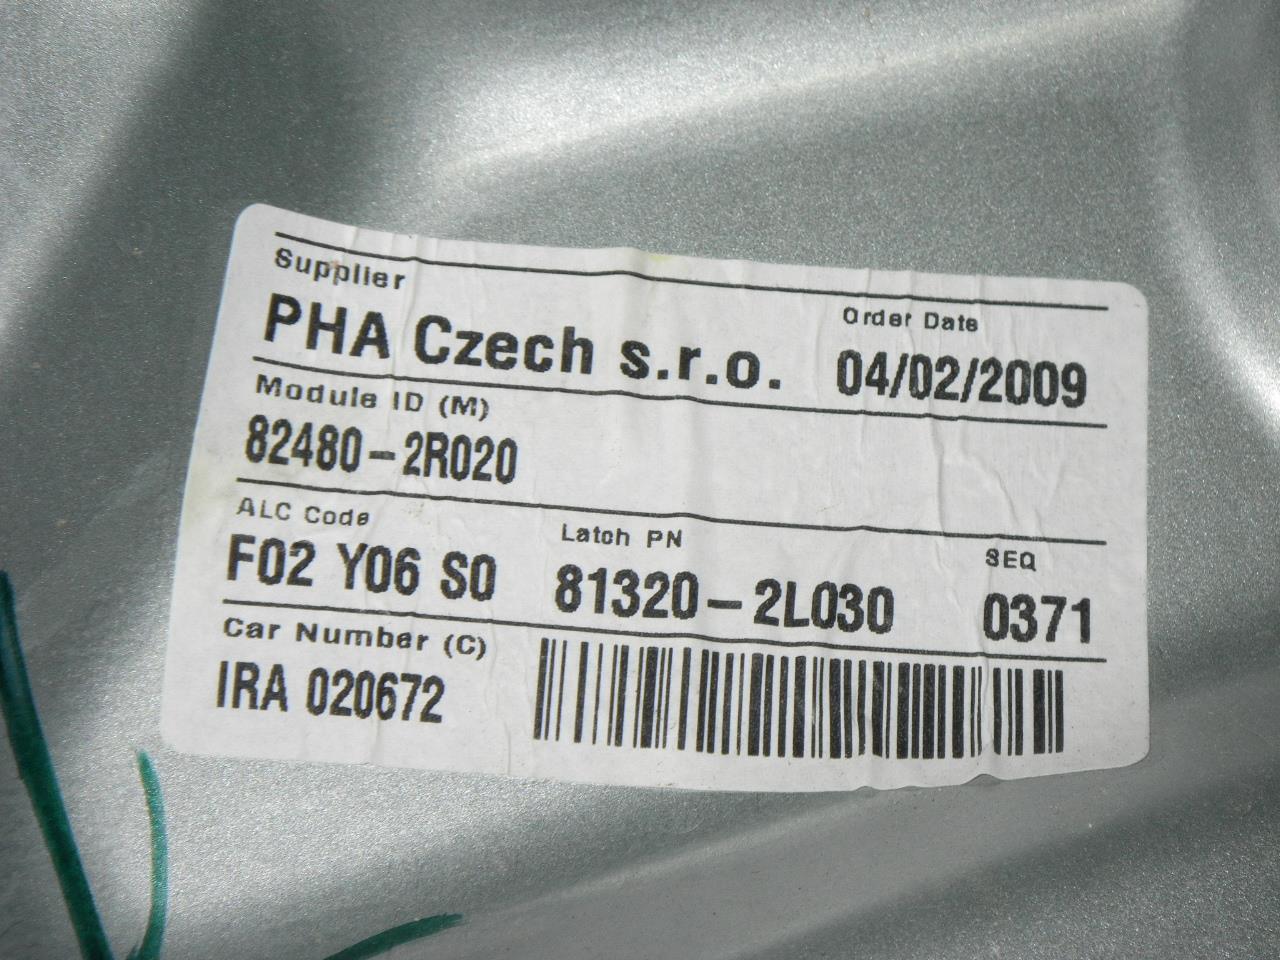 Supplier
PHA Czech s.r.o.
Order Date
04/02/2009
Module ID (M)
82480-2R020
ALC Code
F02 Y06 S0
Latch PN
81320-2L030
SEQ
0371
Car Number (C)
IRA 020672